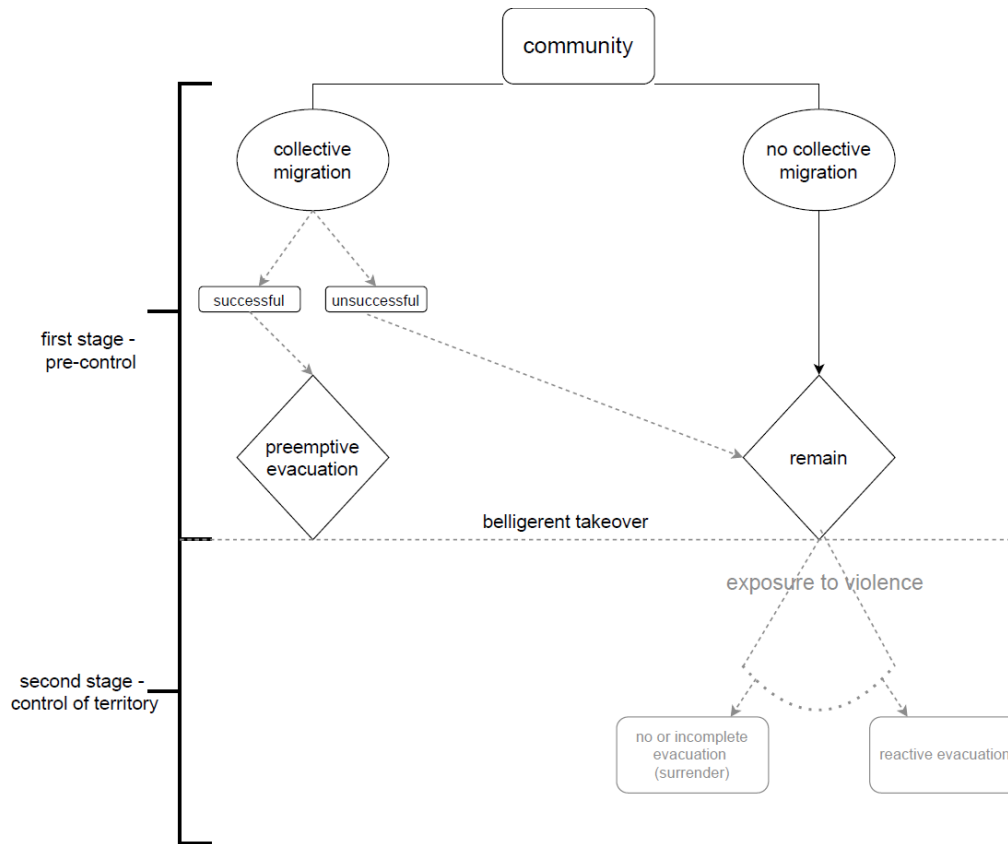 community
collective
migration
no collective
migration
successful
unsuccessful
first stage -
pre-control
preemptive
evacuation
remain
belligerent takeover
exposure to violence
second stage -
control of territory
no or incomplete
evacuation
(surrender)
reactive evacuation